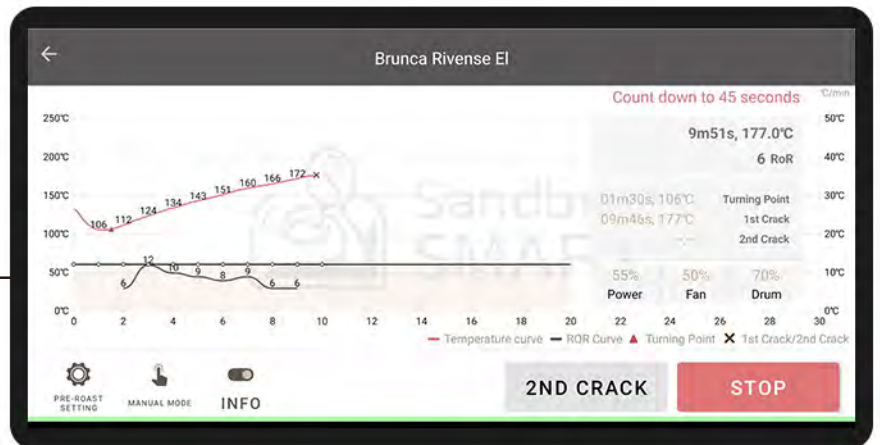 ←
Brunca Rivense El
Count down to 45 seconds
℃/min
250℃
200℃
150℃
100℃
50℃
0℃
50℃
40℃
30℃
20℃
10℃
0℃
9m51s, 177.0℃
6 RoR
01m30s, 106℃ Turning Point
09m46s, 177℃ 1st Crack
-,- 2nd Crack
55% 50% 70%
Power Fan Drum
106 112 124 134 143 151 160 166 172
6 12 10 9 8 9 6 6
0 2 4 6 8 10 12 14 16 18 20 22 24 26 28 30
Temperature curve ROR Curve Turning Point 1st Crack/2nd Crack
Sandb
SMAR
PRE-ROAST
SETTING
MANUAL MODE
INFO
2ND CRACK
STOP